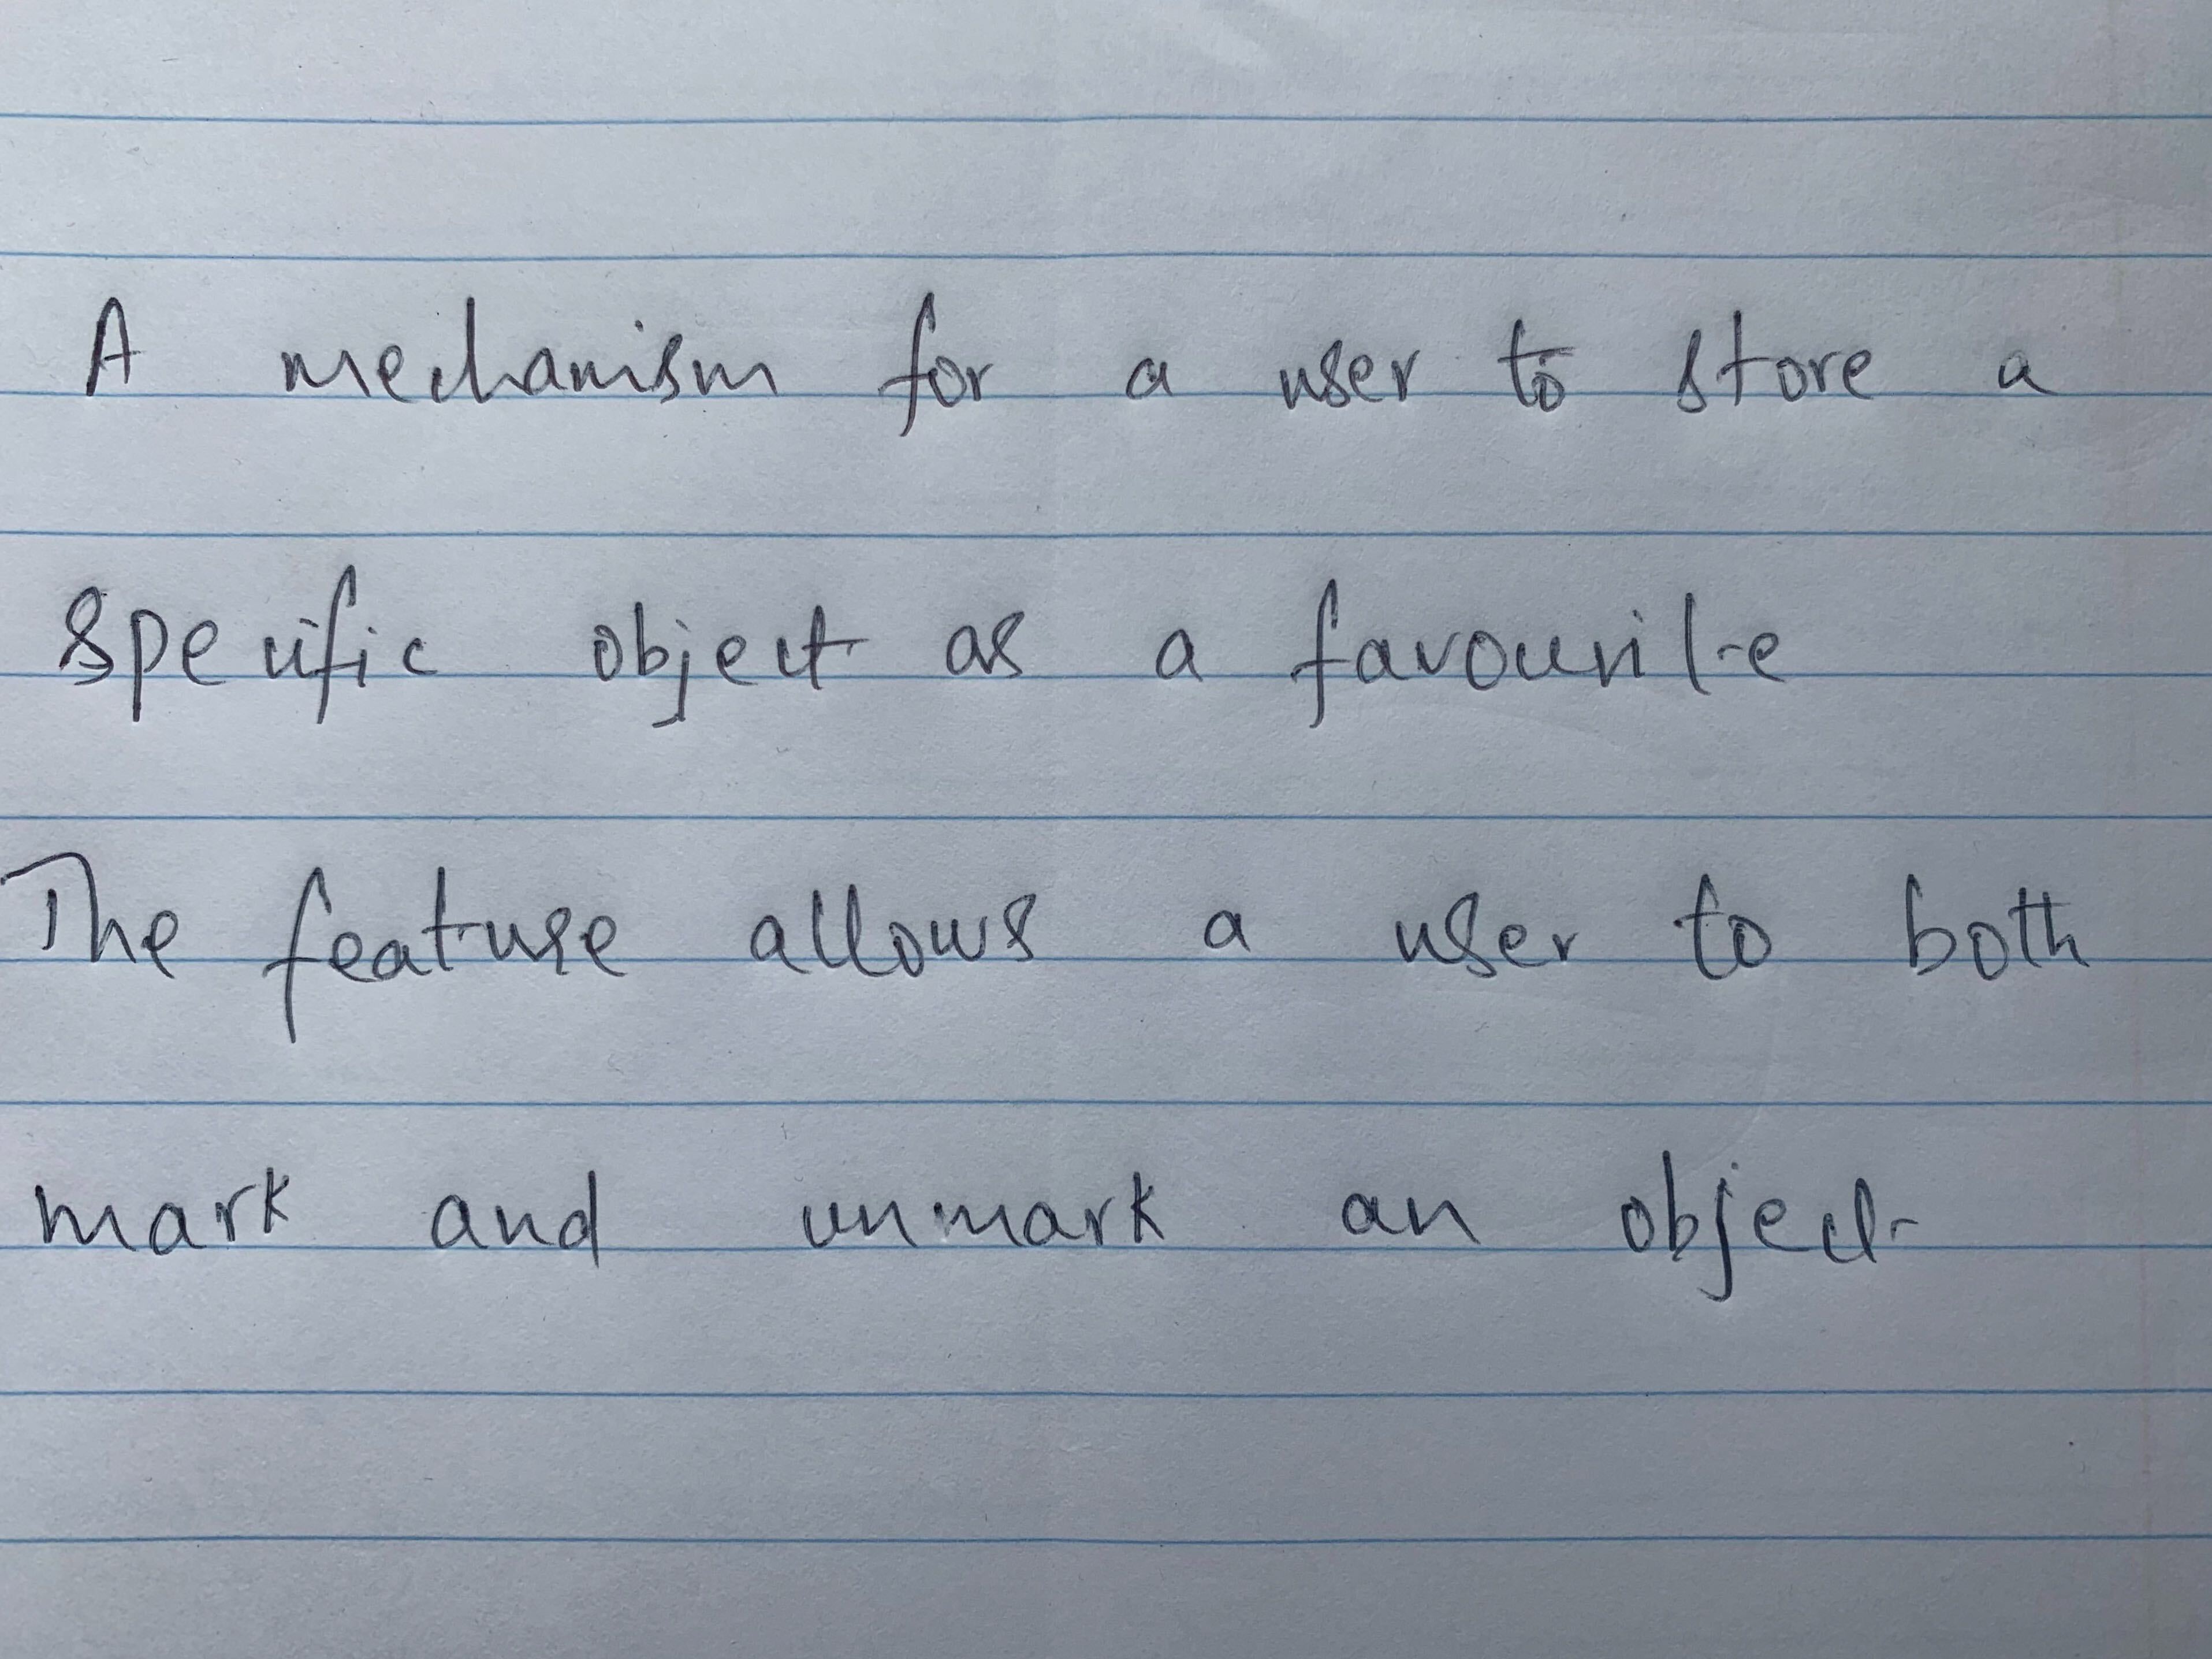 A mechanism for a user to store a
specific object as a favourite
The feature allows a user to both
mark and unmark an object